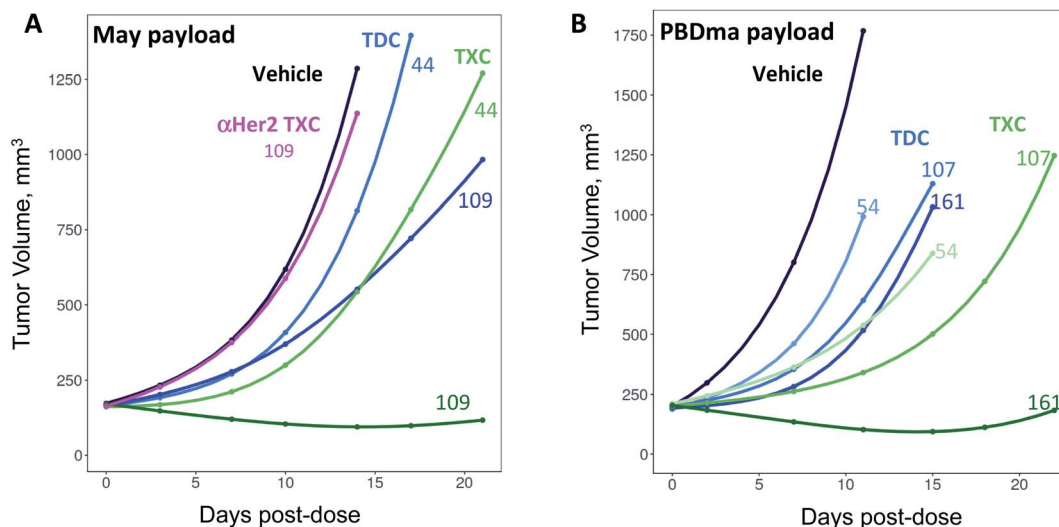 A
May payload
Vehicle
TDC
44
TXC
44
αHer2 TXC
109
109
109
Tumor Volume, mm³
1250
1000
750
500
250
0
0
5
10
15
20
Days post-dose
B
PBDma payload
Vehicle
TDC
107
TXC
107
54
161
54
161
Tumor Volume, mm³
1750
1500
1250
1000
750
500
250
0
0
5
10
15
20
Days post-dose